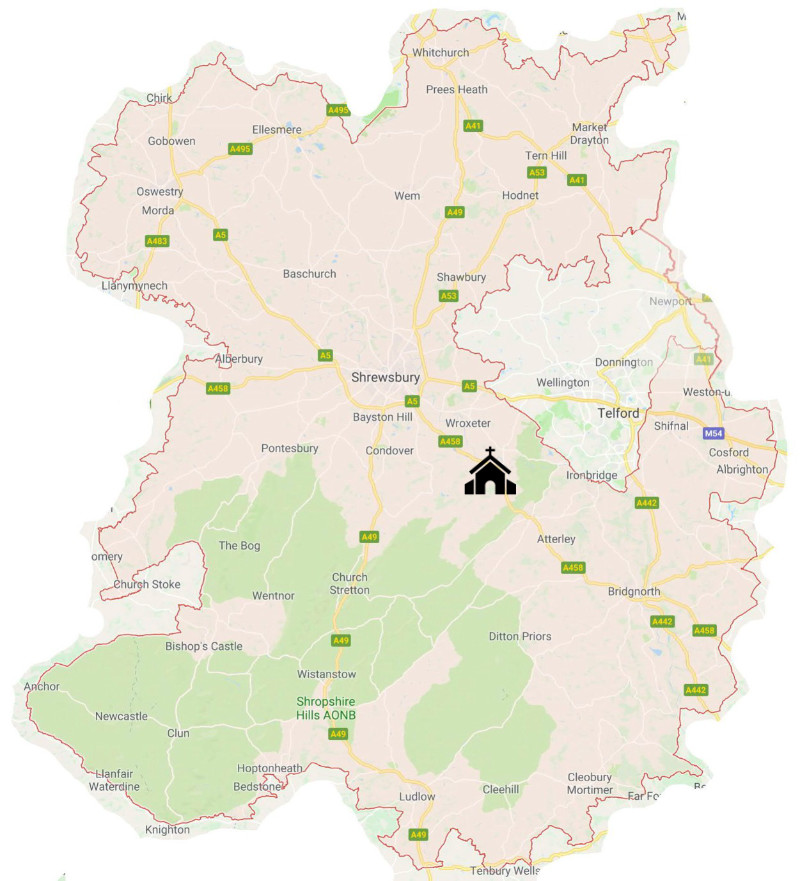 M
Whitchurch
Prees Heath
Chirk
A495
Ellesmere
A41
Market
Drayton
Gobowen
A495
Tern Hill
A53
A41
Oswestry
Wem
Hodnet
Morda
A49
A5
A483
Baschurch
Shawbury
Llanymynech
A53
Newport
Alberbury
A5
A41
Donnington
Shrewsbury
A458
A5
Wellington
Weston-u
A5
Telford
Bayston Hill
Wroxeter
Shifnal
M54
A458
Pontesbury
Condover
Cosford
Albrighton
Ironbridge
A442
The Bog
A49
Atterley
omery
A458
Church Stoke
Church
Stretton
Wentnor
Bridgnorth
A442
A458
Bishop's Castle
A49
Ditton Priors
Wistanstow
Anchor
A442
Shropshire
Hills AONB
Newcastle
Clun
A49
Hoptonheath
Llanfair
Waterdine
Bedstone
Cleobury
Mortimer
Ludlow
Cleehill
Far Fo
Knighton
A49
Tenbury Wells